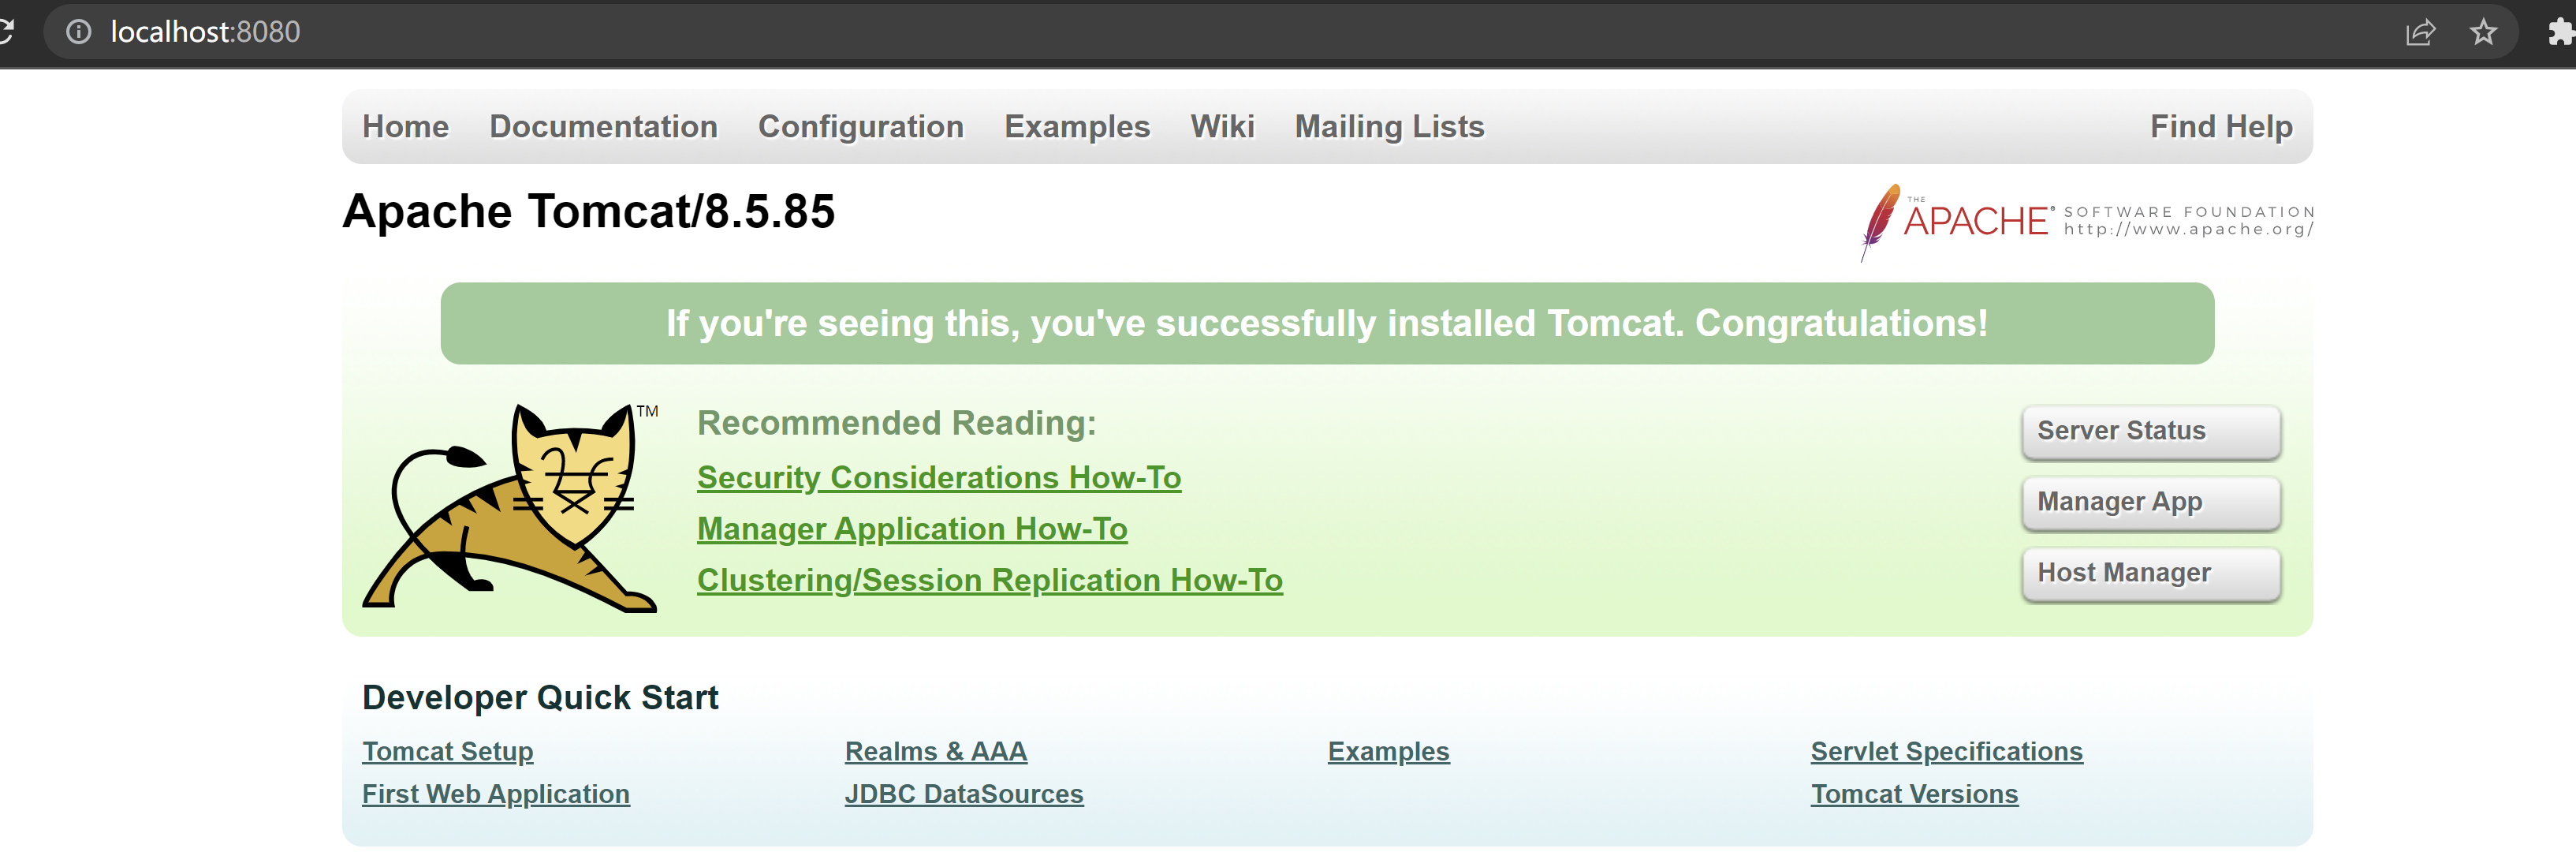 localhost:8080
Home Documentation Configuration Examples Wiki Mailing Lists Find Help
Apache Tomcat/8.5.85
THE APACHE® SOFTWARE FOUNDATION
http://www.apache.org/
If you're seeing this, you've successfully installed Tomcat. Congratulations!
TM
Recommended Reading:
Security Considerations How-To
Manager Application How-To
Clustering/Session Replication How-To
Server Status
Manager App
Host Manager
Developer Quick Start
Tomcat Setup Realms & AAA Examples Servlet Specifications
First Web Application JDBC DataSources Tomcat Versions